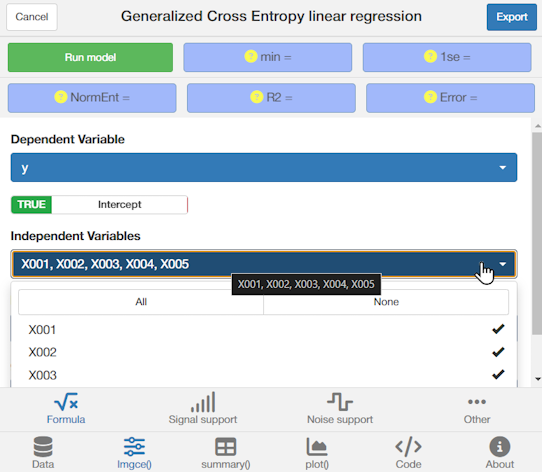 Cancel
Generalized Cross Entropy linear regression
Export
Run model
? min =
? 1se =
? NormEnt =
? R2 =
? Error =
Dependent Variable
y
TRUE Intercept
Independent Variables
X001, X002, X003, X004, X005
X001, X002, X003, X004, X005
All None
X001
X002
X003
Formula Signal support Noise support Other
Data lmgce() summary() plot() Code About